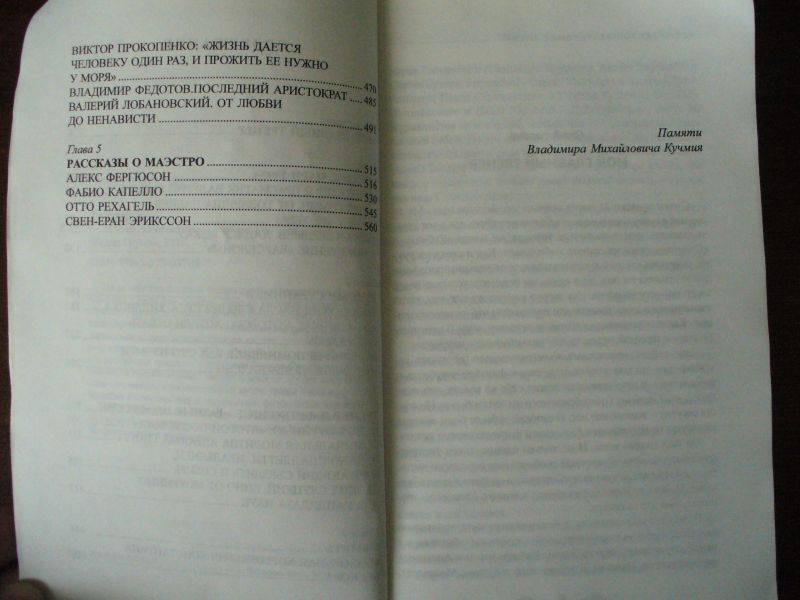 ВИКТОР ПРОКОПЕНКО: «ЖИЗНЬ ДАЕТСЯ
ЧЕЛОВЕКУ ОДИН РАЗ, И ПРОЖИТЬ ЕЕ НУЖНО
У МОРЯ» 470
ВЛАДИМИР ФЕДОТОВ.ПОСЛЕДНИЙ АРИСТОКРАТ 485
ВАЛЕРИЙ ЛОБАНОВСКИЙ. ОТ ЛЮБВИ
ДО НЕНАВИСТИ 491
Глава 5
РАССКАЗЫ О МАЭСТРО 515
АЛЕКС ФЕРГЮСОН 516
ФАБИО КАПЕЛЛО 530
ОТТО РЕХАГЕЛЬ 545
СВЕН-ЕРАН ЭРИКССОН 560
Памяти
Владимира Михайловича Кучмия